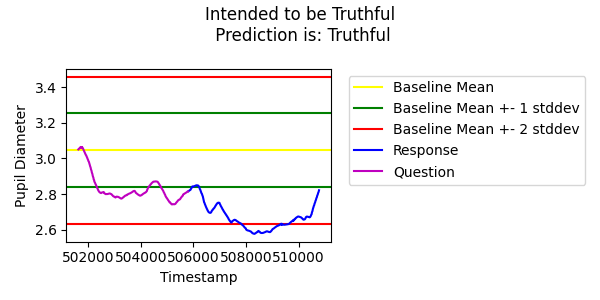 Intended to be Truthful
Prediction is: Truthful
3.4
3.2
3.0
2.8
2.6
Pupil Diameter
502000 504000 506000 508000 510000
Timestamp
Baseline Mean
Baseline Mean +- 1 stddev
Baseline Mean +- 2 stddev
Response
Question